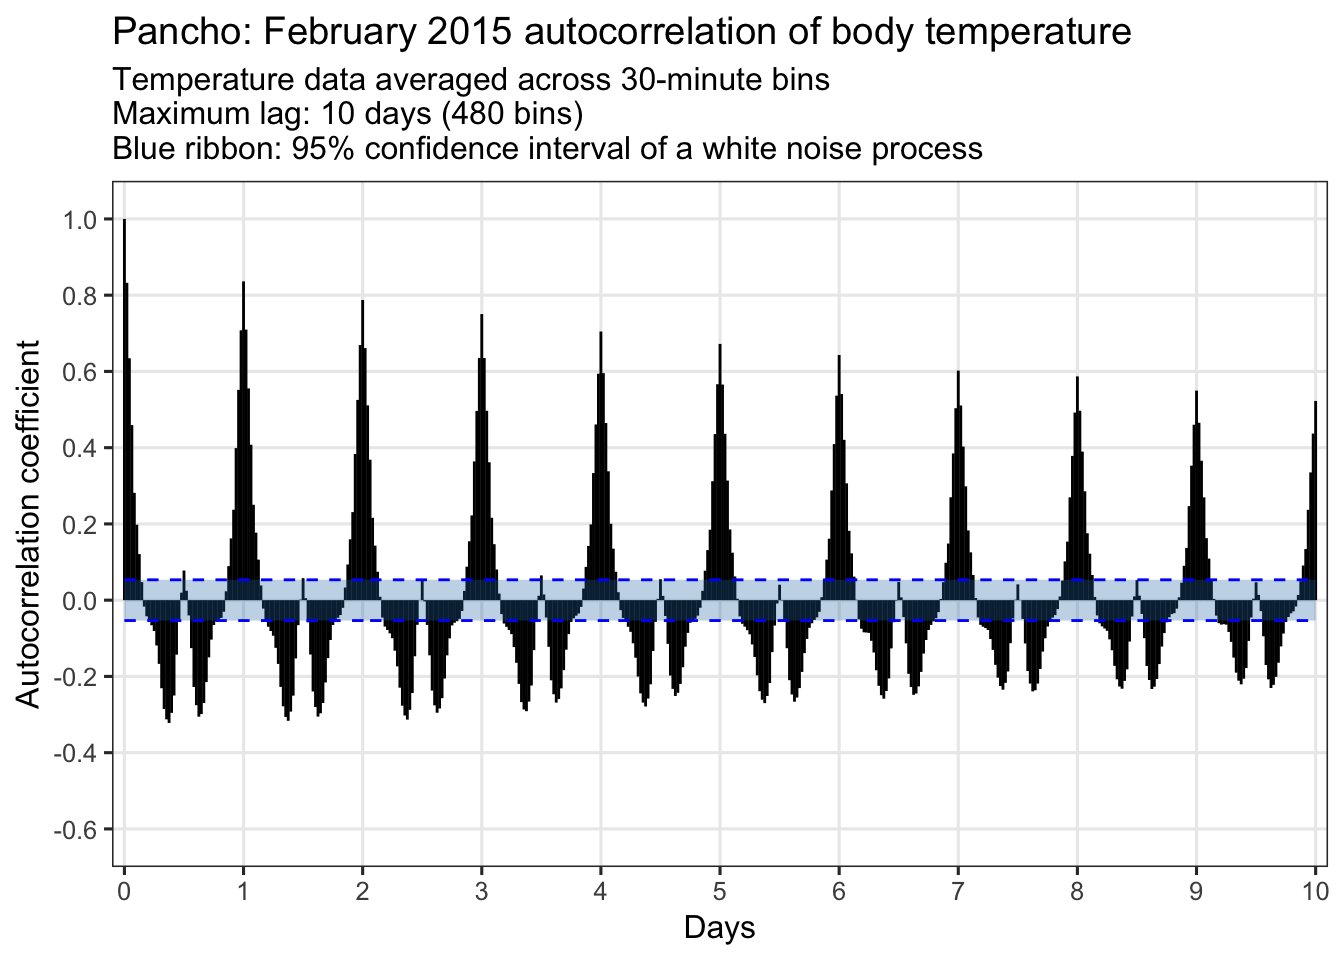 Pancho: February 2015 autocorrelation of body temperature
Temperature data averaged across 30-minute bins
Maximum lag: 10 days (480 bins)
Blue ribbon: 95% confidence interval of a white noise process
Autocorrelation coefficient
1.0
0.8
0.6
0.4
0.2
0.0
-0.2
-0.4
-0.6
0 1 2 3 4 5 6 7 8 9 10
Days